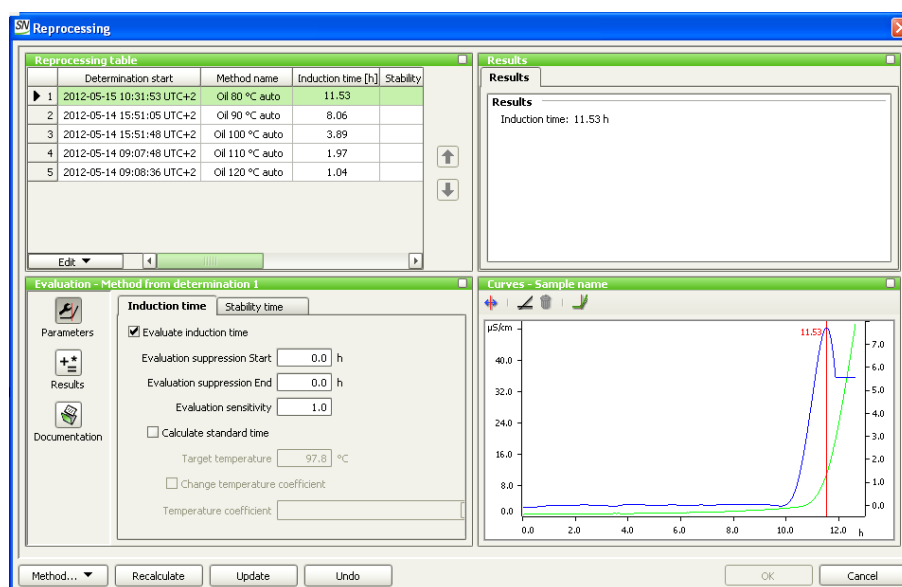 SN Reprocessing
Reprocessing table
Determination start Method name Induction time [h] Stability
1 2012-05-15 10:31:53 UTC+2 Oil 80 °C auto 11.53
2 2012-05-14 15:51:05 UTC+2 Oil 90 °C auto 8.06
3 2012-05-14 15:51:48 UTC+2 Oil 100 °C auto 3.89
4 2012-05-14 09:07:48 UTC+2 Oil 110 °C auto 1.97
5 2012-05-14 09:08:36 UTC+2 Oil 120 °C auto 1.04
Edit
Results
Results
Results
Induction time: 11.53 h
Evaluation - Method from determination 1
Parameters
Results
Documentation
Induction time Stability time
Evaluate induction time
Evaluation suppression Start 0.0 h
Evaluation suppression End 0.0 h
Evaluation sensitivity 1.0
Calculate standard time
Target temperature 97.8 °C
Change temperature coefficient
Temperature coefficient
Curves - Sample name
µS/cm 11.53
40.0
32.0
24.0
16.0
8.0
0.0
7.0
6.0
5.0
4.0
3.0
2.0
1.0
0.0
0.0 2.0 4.0 6.0 8.0 10.0 12.0 h
Method... Recalculate Update Undo OK Cancel